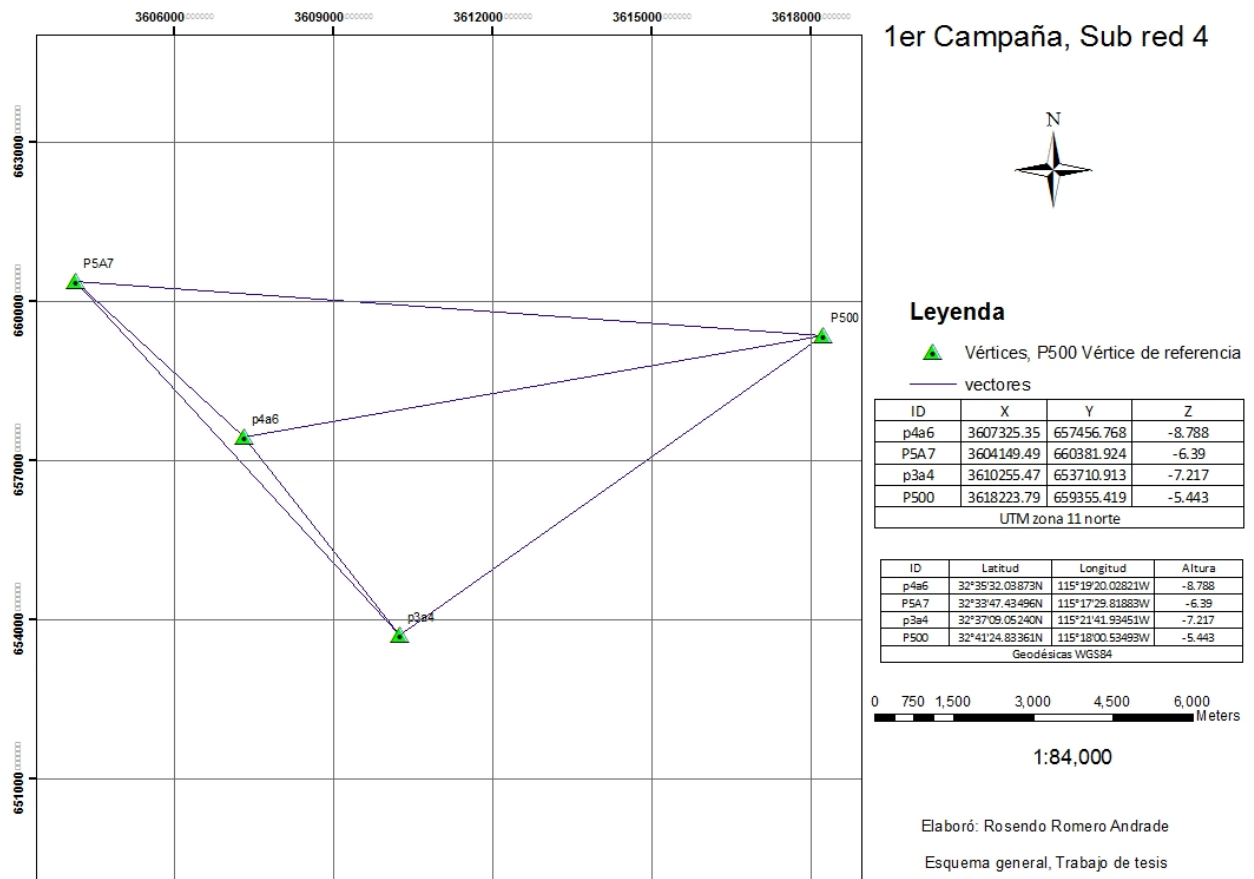 3606000 3609000 3612000 3615000 3618000
1er Campaña, Sub red 4
N
663000
660000
657000
654000
651000
P5A7
P500
p4a6
p3a4
Leyenda
Vértices, P500 Vértice de referencia
vectores
ID X Y Z
p4a6 3607325.35 657456.768 -8.788
P5A7 3604149.49 660381.924 -6.39
p3a4 3610255.47 653710.913 -7.217
P500 3618223.79 659355.419 -5.443
UTM zona 11 norte
ID Latitud Longitud Altura
p4a6 32°35'32.03873N 115°19'20.02821W -8.788
P5A7 32°33'47.43496N 115°17'29.81883W -6.39
p3a4 32°37'09.05240N 115°21'41.93451W -7.217
P500 32°41'24.83361N 115°18'00.53493W -5.443
Geodésicas WGS84
0 750 1,500 3,000 4,500 6,000
Meters
1:84,000
Elaboró: Rosendo Romero Andrade
Esquema general, Trabajo de tesis